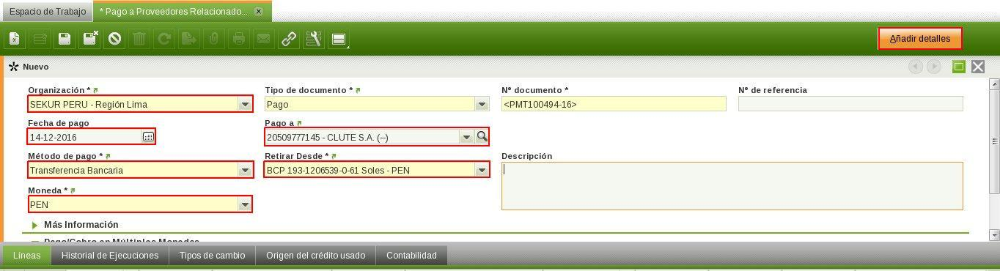 Espacio de Trabajo
* Pago a Proveedores Relacionado...
Añadir detalles
Nuevo
Organización *
Tipo de documento *
Nº documento *
Nº de referencia
SEKUR PERU - Región Lima
Pago
<PMT100494-16>
Fecha de pago
Pago a
14-12-2016
20509777145 - CLUTE S.A. (--)
Método de pago *
Retirar Desde *
Descripción
Transferencia Bancaria
BCP 193-1206539-0-61 Soles - PEN
Moneda *
PEN
Más Información
Pago/Cobro en Múltiples Monedas
Líneas
Historial de Ejecuciones
Tipos de cambio
Origen del crédito usado
Contabilidad